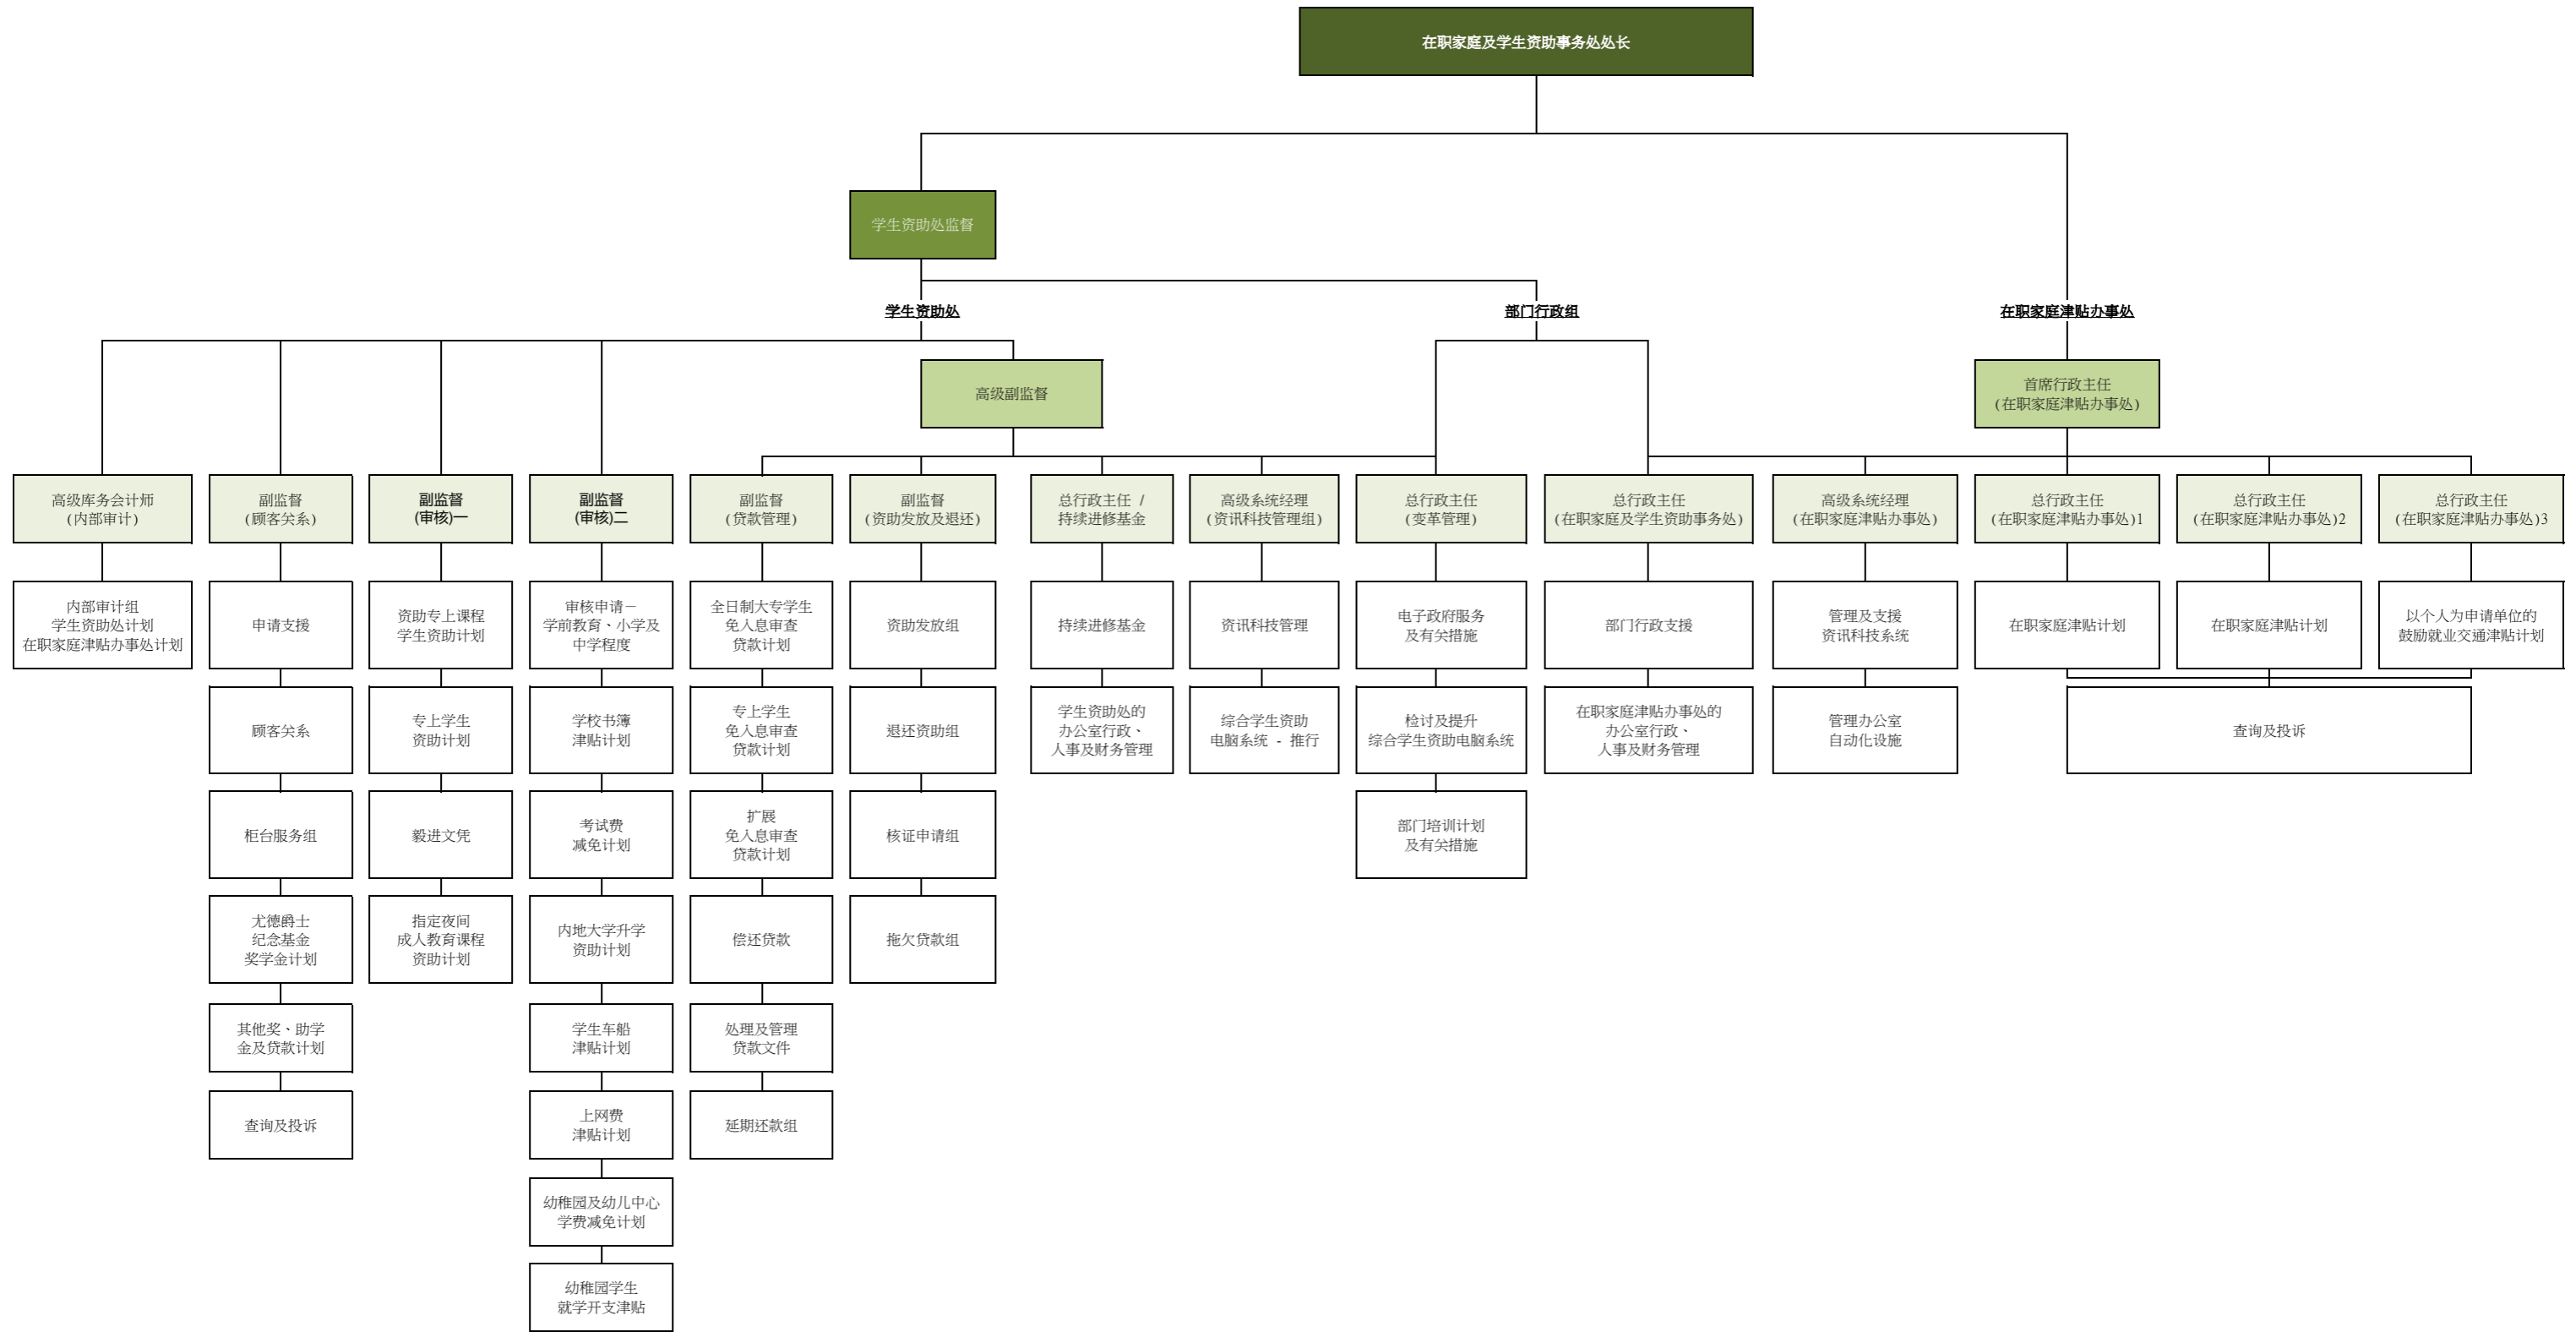 在职家庭及学生资助事务处处长
学生资助处监督
学生资助处
部门行政组
在职家庭津贴办事处
高级副监督
首席行政主任
(在职家庭津贴办事处)
高级库务会计师
(内部审计)
副监督
(顾客关系)
副监督
(审核)一
副监督
(审核)二
副监督
(贷款管理)
副监督
(资助发放及退还)
总行政主任 /
持续进修基金
高级系统经理
(资讯科技管理组)
总行政主任
(变革管理)
总行政主任
(在职家庭及学生资助事务处)
高级系统经理
(在职家庭津贴办事处)
总行政主任
(在职家庭津贴办事处)1
总行政主任
(在职家庭津贴办事处)2
总行政主任
(在职家庭津贴办事处)3
内部审计组
学生资助处计划
在职家庭津贴办事处计划
申请支援
资助专上课程
学生资助计划
审核申请－
学前教育、小学及
中学程度
全日制大专学生
免入息审查
贷款计划
资助发放组
持续进修基金
资讯科技管理
电子政府服务
及有关措施
部门行政支援
管理及支援
资讯科技系统
在职家庭津贴计划
在职家庭津贴计划
以个人为申请单位的
鼓励就业交通津贴计划
顾客关系
专上学生
资助计划
学校书簿
津贴计划
专上学生
免入息审查
贷款计划
退还资助组
学生资助处的
办公室行政、
人事及财务管理
综合学生资助
电脑系统 - 推行
检讨及提升
综合学生资助电脑系统
在职家庭津贴办事处的
办公室行政、
人事及财务管理
管理办公室
自动化设施
查询及投诉
柜台服务组
毅进文凭
考试费
减免计划
扩展
免入息审查
贷款计划
核证申请组
部门培训计划
及有关措施
尤德爵士
纪念基金
奖学金计划
指定夜间
成人教育课程
资助计划
内地大学升学
资助计划
偿还贷款
拖欠贷款组
其他奖、助学
金及贷款计划
学生车船
津贴计划
处理及管理
贷款文件
查询及投诉
上网费
津贴计划
延期还款组
幼稚园及幼儿中心
学费减免计划
幼稚园学生
就学开支津贴